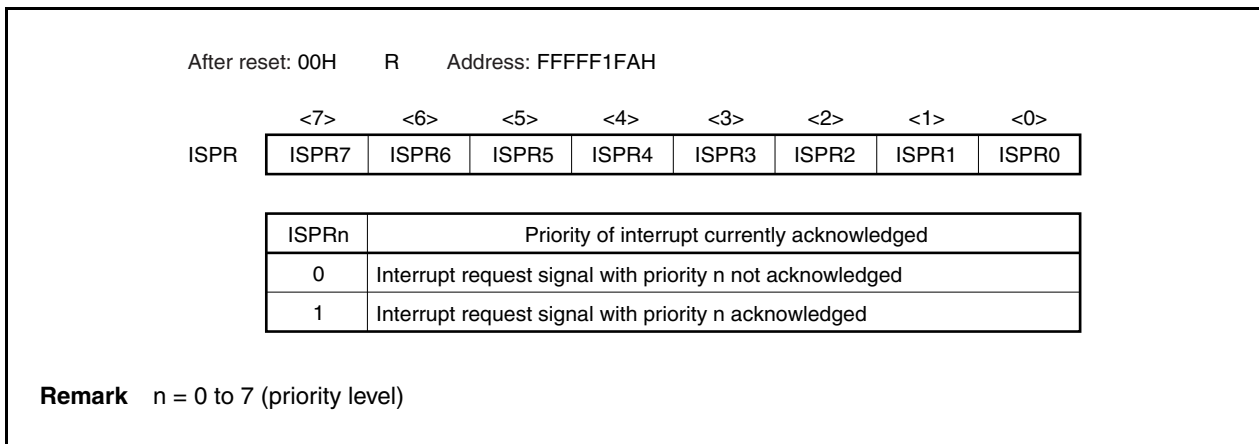 After reset: 00H R Address: FFFFF1FAH
<7> <6> <5> <4> <3> <2> <1> <0>
ISPR ISPR7 ISPR6 ISPR5 ISPR4 ISPR3 ISPR2 ISPR1 ISPR0
ISPRn Priority of interrupt currently acknowledged
0 Interrupt request signal with priority n not acknowledged
1 Interrupt request signal with priority n acknowledged
Remark n = 0 to 7 (priority level)